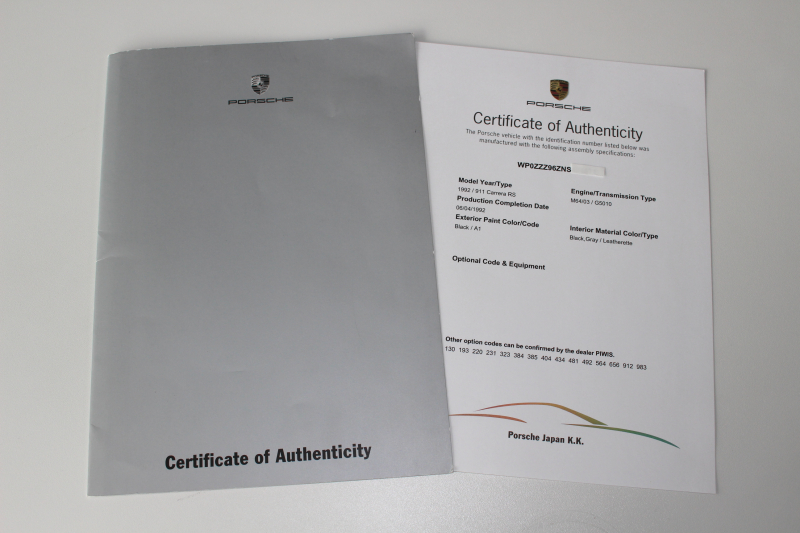 PORSCHE
Certificate of Authenticity
PORSCHE
Certificate of Authenticity
The Porsche vehicle with the identification number listed below was
manufactured with the following assembly specifications:
WP0ZZZ96ZNS
Model Year/Type
1992 / 911 Carrera RS
Engine/Transmission Type
M64/03 / G5010
Production Completion Date
06/04/1992
Exterior Paint Color/Code
Black / A1
Interior Material Color/Type
Black,Gray / Leatherette
Optional Code & Equipment
Other option codes can be confirmed by the dealer PIWIS.
130 193 220 231 323 384 385 404 434 481 492 564 656 912 983
Porsche Japan K.K.